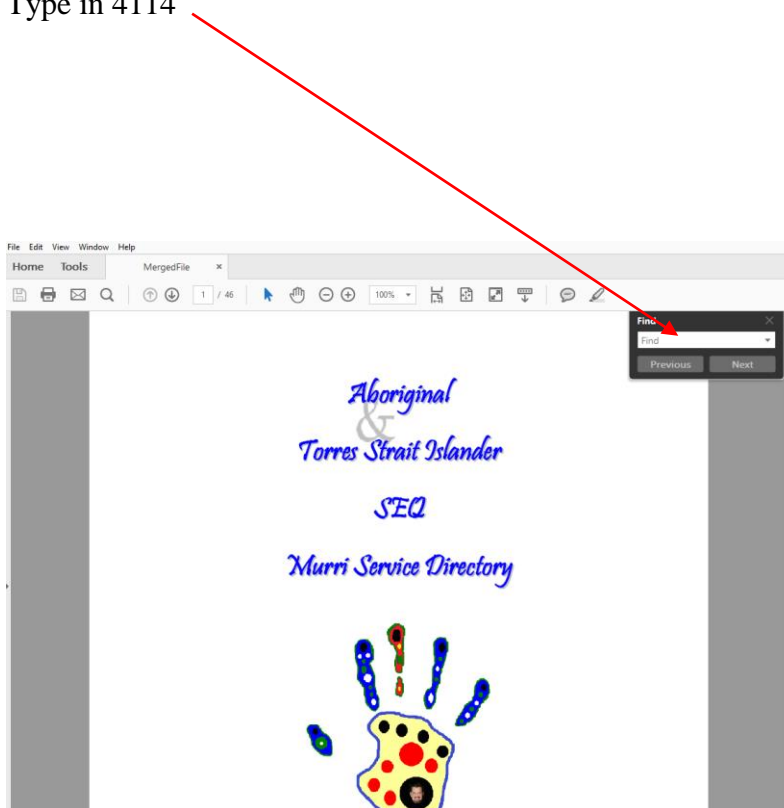 Type in 4114
File Edit View Window Help
Home Tools MergedFile ×
1 / 46 100%
Find
Find
Previous Next
Aboriginal
&
Torres Strait Islander
SEQ
Murri Service Directory